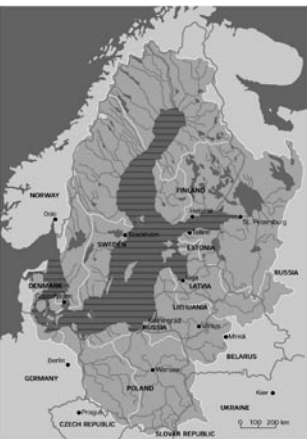 NORWAY
Oslo
FINLAND
Helsinki
St. Petersburg
SWEDEN
Stockholm
Tallinn
ESTONIA
RUSSIA
Riga
LATVIA
DENMARK
Copenhagen
LITHUANIA
Kaliningrad
RUSSIA
Vilnius
Minsk
BELARUS
Berlin
GERMANY
Warsaw
POLAND
Kiev
UKRAINE
Prague
CZECH REPUBLIC
SLOVAK REPUBLIC
0 100 200 km